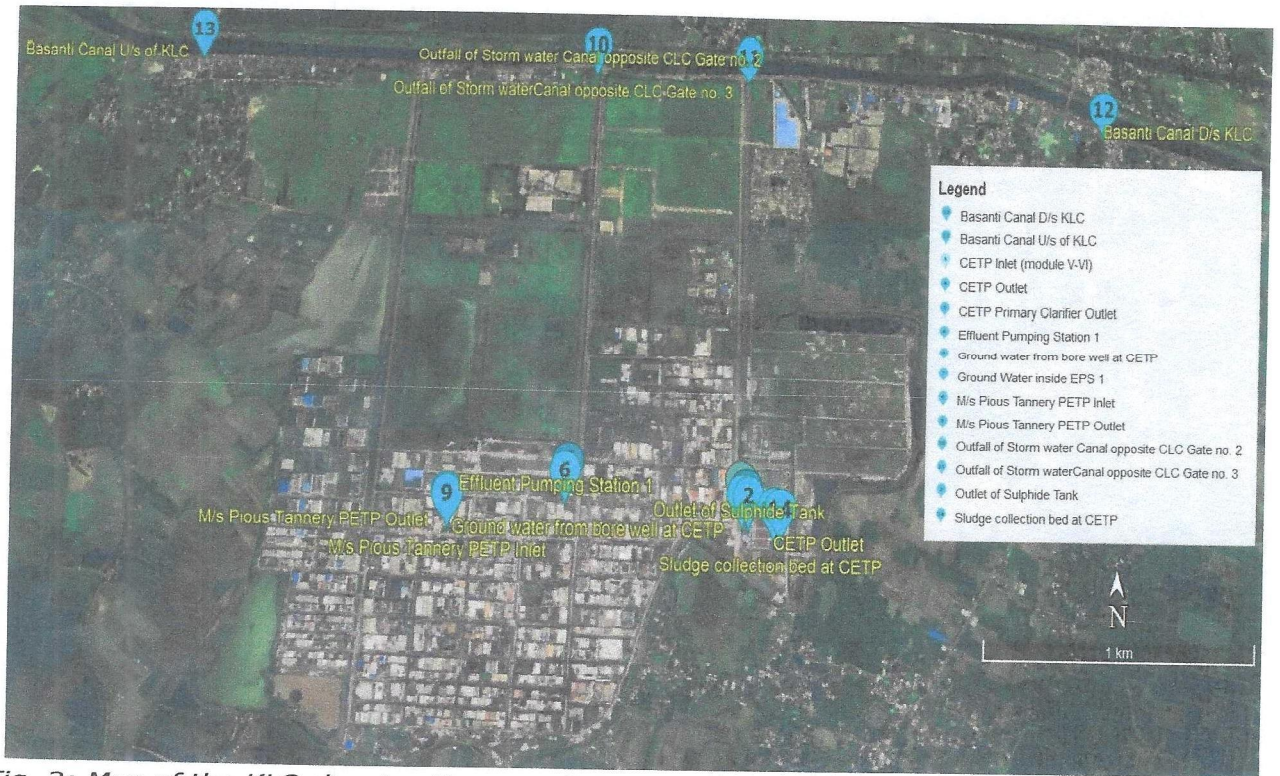 13
Basanti Canal U/s of KLC
10
Outfall of Storm water Canal opposite CLC Gate no. 2
11
Outfall of Storm waterCanal opposite CLC Gate no. 3
12
Basanti Canal D/s KLC
Legend
Basanti Canal D/s KLC
Basanti Canal U/s of KLC
CETP Inlet (module V-VI)
CETP Outlet
CETP Primary Clarifier Outlet
Effluent Pumping Station 1
Ground water from bore well at CETP
Ground Water inside EPS 1
M/s Pious Tannery PETP Inlet
M/s Pious Tannery PETP Outlet
Outfall of Storm water Canal opposite CLC Gate no. 2
Outfall of Storm waterCanal opposite CLC Gate no. 3
Outlet of Sulphide Tank
Sludge collection bed at CETP
6
Effluent Pumping Station 1
9
2
14
Outlet of Sulphide Tank
M/s Pious Tannery PETP Outlet
Ground water from bore well at CETP
M/s Pious Tannery PETP Inlet
CETP Outlet
Sludge collection bed at CETP
N
1 km
Map of the